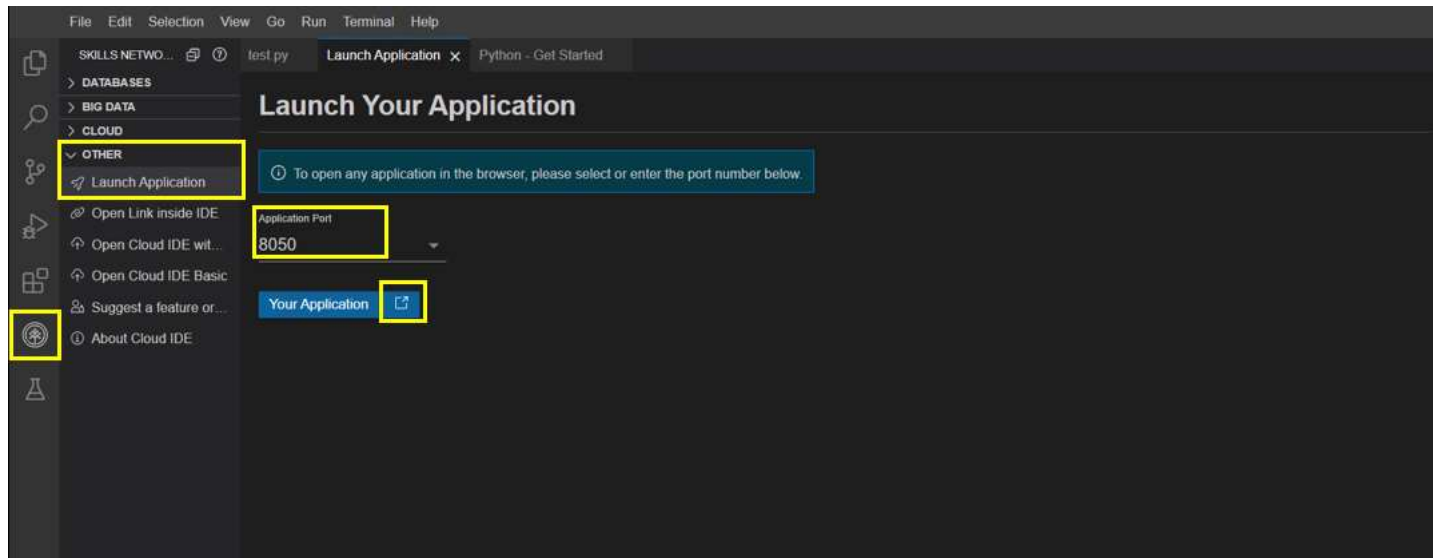 File Edit Selection View Go Run Terminal Help
SKILLS NETWO...
test.py Launch Application Python - Get Started
DATABASES
BIG DATA
CLOUD
OTHER
Launch Application
Open Link inside IDE
Open Cloud IDE wit...
Open Cloud IDE Basic
Suggest a feature or...
About Cloud IDE
Launch Your Application
To open any application in the browser, please select or enter the port number below.
Application Port
8050
Your Application